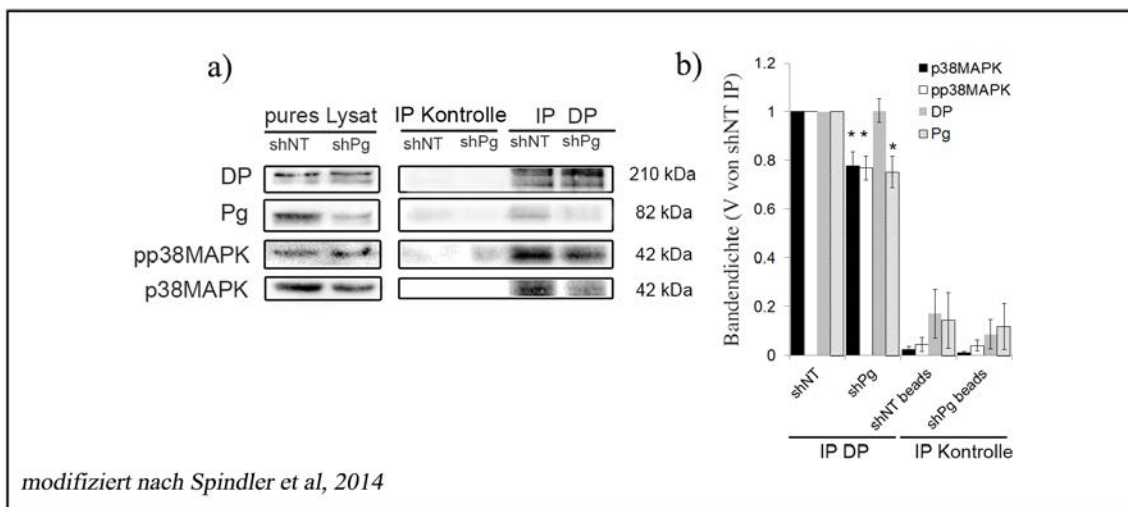 a)
pures Lysat
IP Kontrolle
IP DP
shNT
shPg
shNT
shPg
shNT
shPg
DP
210 kDa
Pg
82 kDa
pp38MAPK
42 kDa
p38MAPK
42 kDa
b)
Bandendichte (V von shNT IP)
1.2
1
0.8
0.6
0.4
0.2
0
p38MAPK
pp38MAPK
DP
Pg
* *
*
shNT
shPg
shNT beads
shPg beads
IP DP
IP Kontrolle
modifiziert nach Spindler et al, 2014